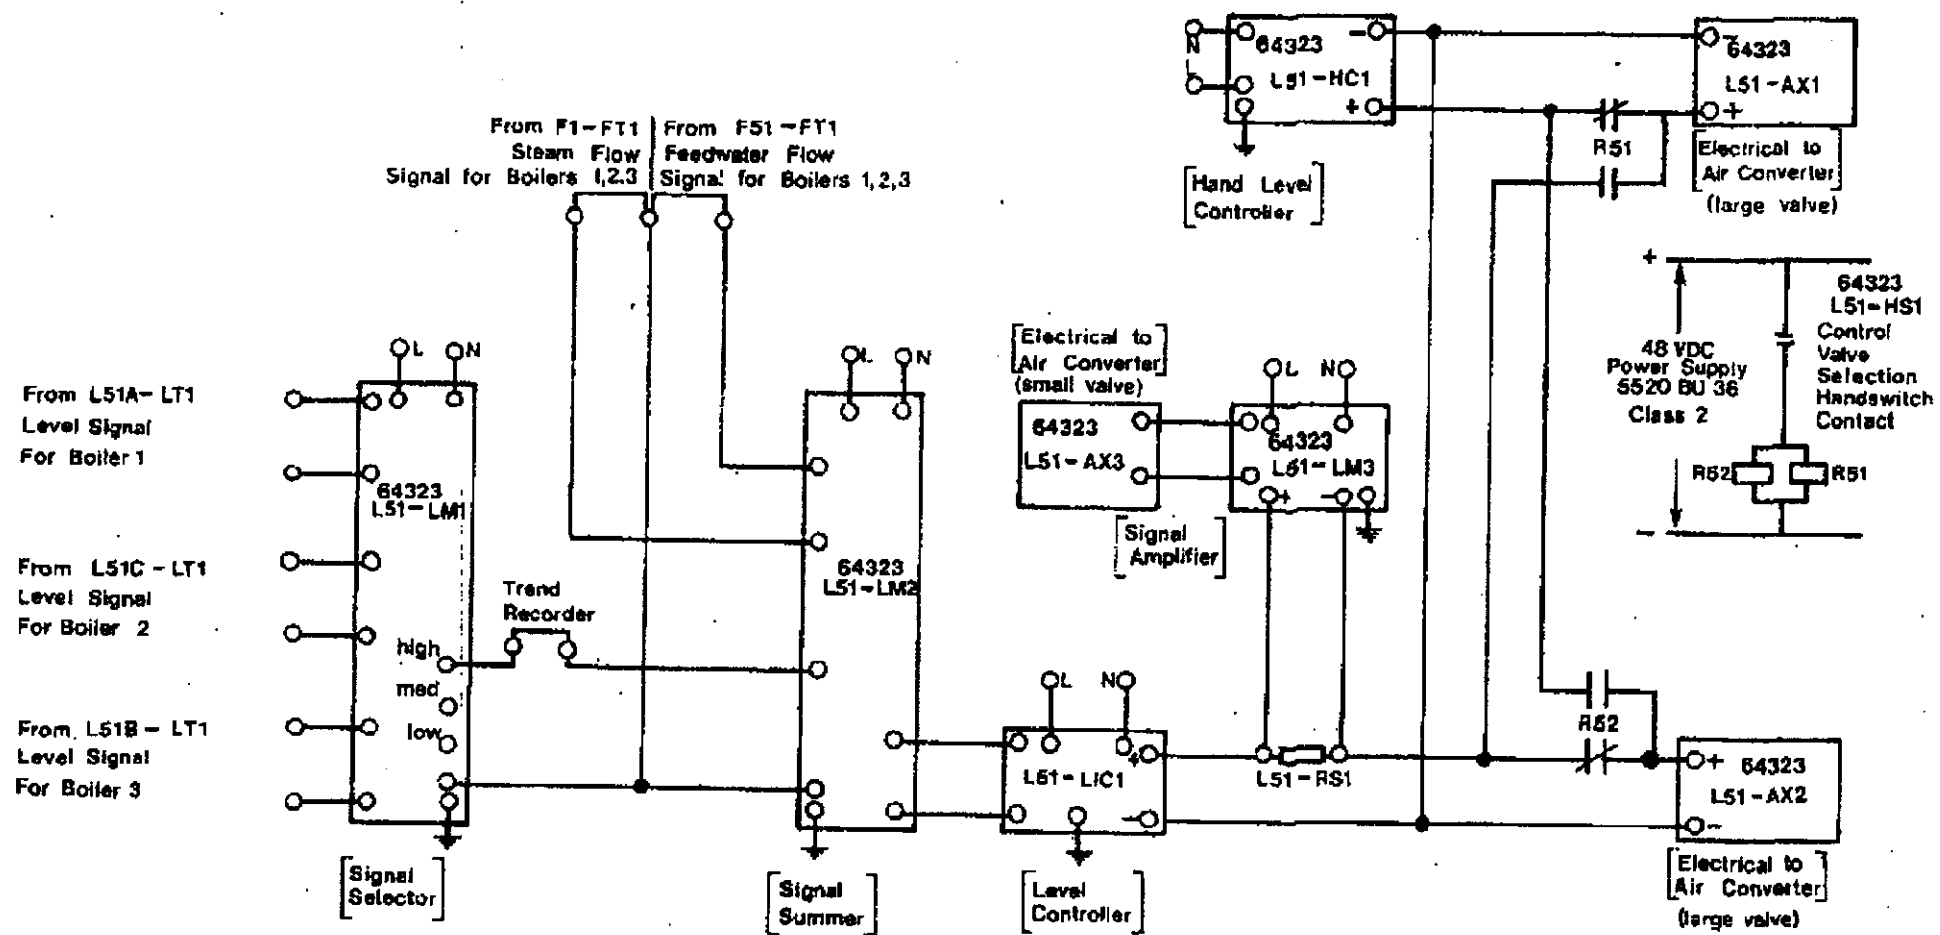 From F1-FT1
Steam Flow
Signal for Boilers 1,2,3
From F51-FT1
Feedwater Flow
Signal for Boilers 1,2,3
N
L
64323
L51-HC1
-
+
[Hand Level
Controller]
-
64323
L51-AX1
+
R51
[Electrical to
Air Converter]
(large valve)
+
48 VDC
Power Supply
5520 BU 36
Class 2
-
64323
L51-HS1
Control
Valve
Selection
Handswitch
Contact
R52
R51
From L51A-LT1
Level Signal
For Boiler 1
From L51C-LT1
Level Signal
For Boiler 2
From L51B-LT1
Level Signal
For Boiler 3
L
N
64323
L51-LM1
high
med
low
[Signal
Selector]
Trend
Recorder
L
N
64323
L51-LM2
[Signal
Summer]
[Electrical to
Air Converter]
(small valve)
64323
L51-AX3
L
N
64323
L51-LM3
+
-
[Signal
Amplifier]
L
N
+
L51-LIC1
-
[Level
Controller]
L51-RS1
R52
+
64323
L51-AX2
-
[Electrical to
Air Converter]
(large valve)